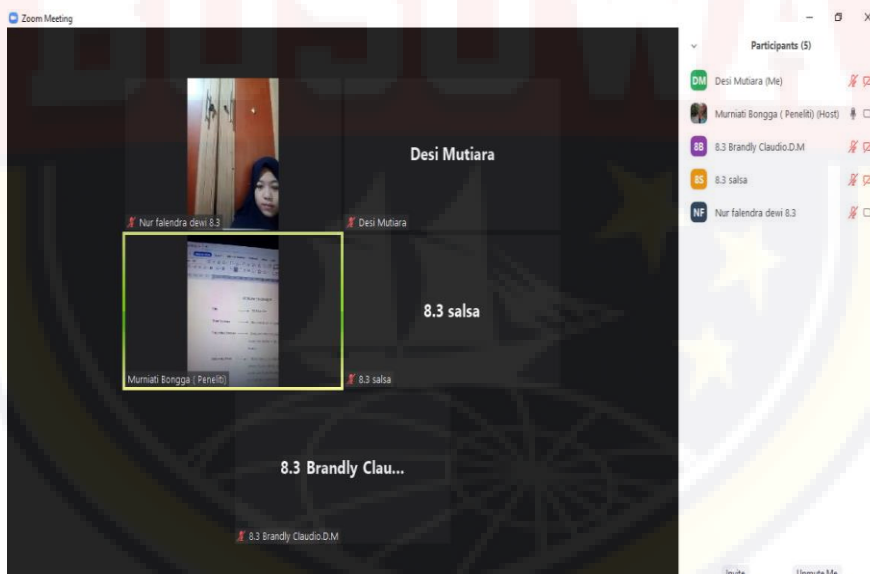 Zoom Meeting
BOSOWA
Participants (5)
DM Desi Mutiara (Me)
Murniati Bongga ( Peneliti) (Host)
8B 8.3 Brandly Claudio.D.M
8S 8.3 salsa
NF Nur falendra dewi 8.3
Nur falendra dewi 8.3
Desi Mutiara
Desi Mutiara
Murniati Bongga ( Peneliti)
8.3 salsa
8.3 salsa
8.3 Brandly Clau...
8.3 Brandly Claudio.D.M
Invite
Unmute Me